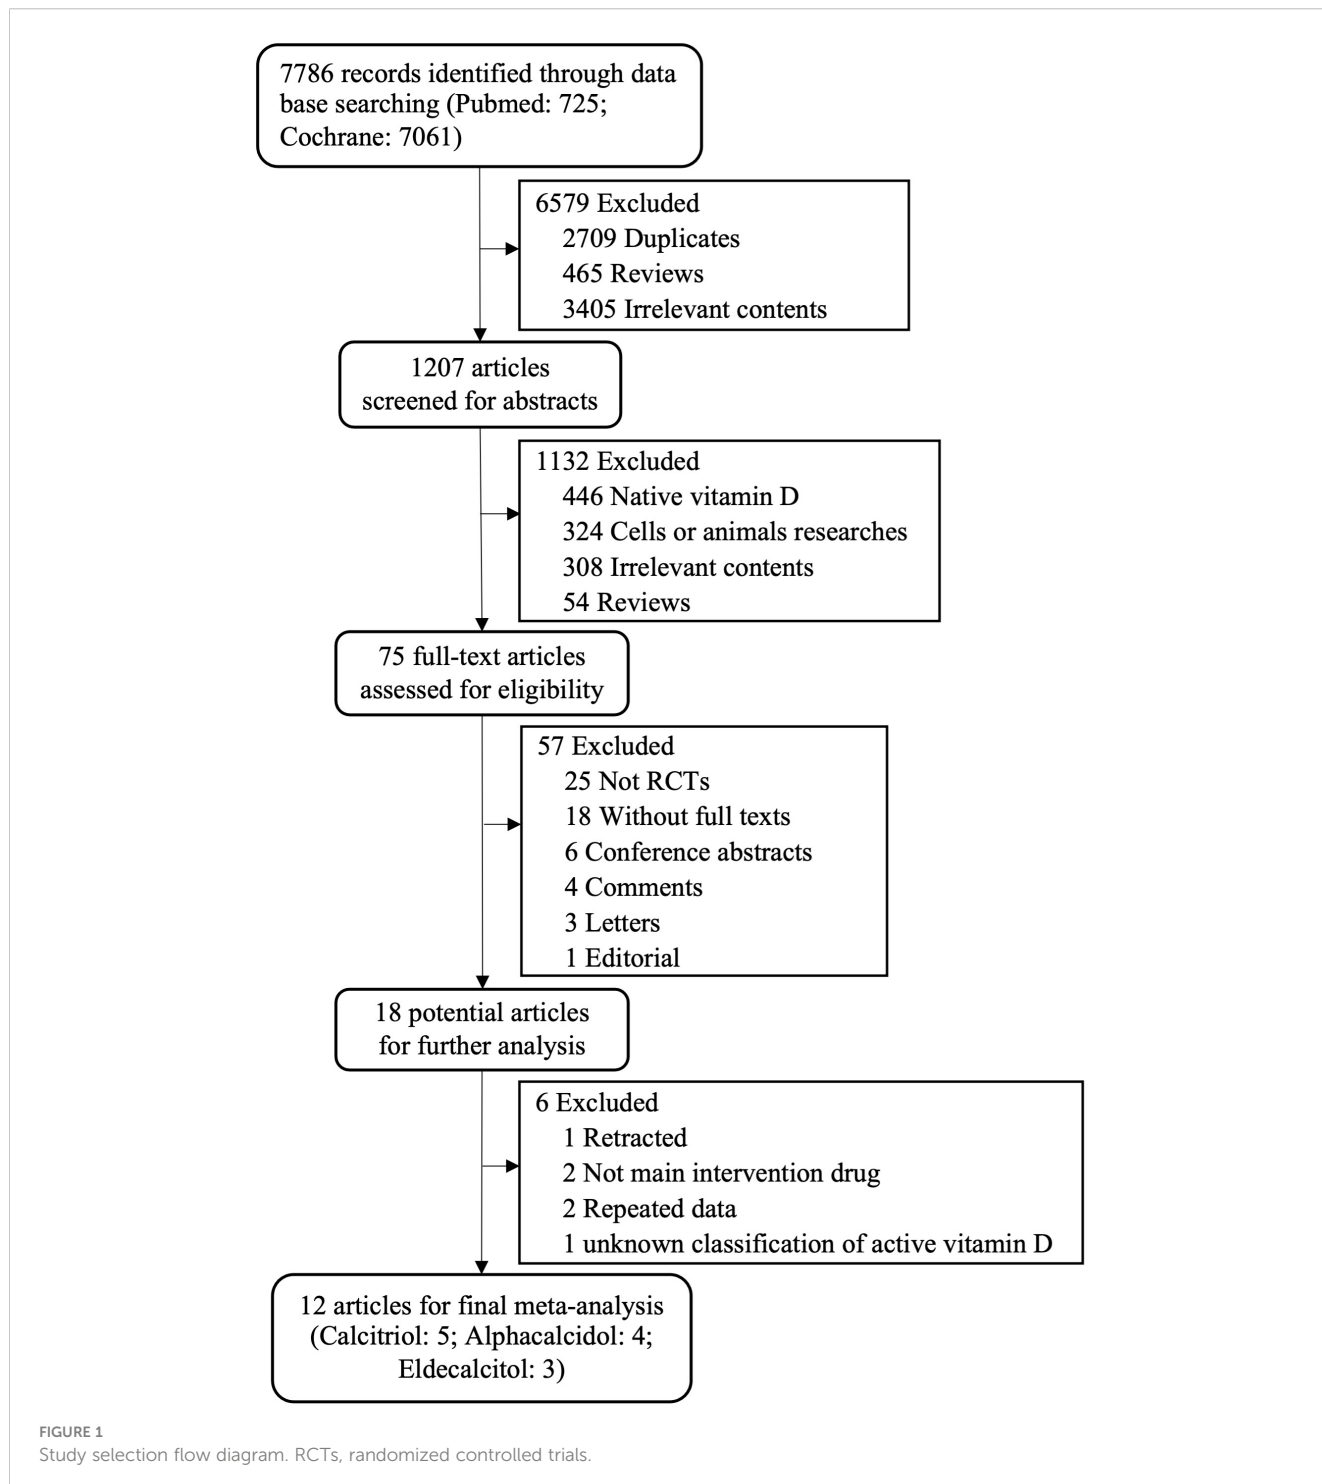 7786 records identified through data
base searching (Pubmed: 725;
Cochrane: 7061)
6579 Excluded
2709 Duplicates
465 Reviews
3405 Irrelevant contents
1207 articles
screened for abstracts
1132 Excluded
446 Native vitamin D
324 Cells or animals researches
308 Irrelevant contents
54 Reviews
75 full-text articles
assessed for eligibility
57 Excluded
25 Not RCTs
18 Without full texts
6 Conference abstracts
4 Comments
3 Letters
1 Editorial
18 potential articles
for further analysis
6 Excluded
1 Retracted
2 Not main intervention drug
2 Repeated data
1 unknown classification of active vitamin D
12 articles for final meta-analysis
(Calcitriol: 5; Alphacalcidol: 4;
Eldecalcitol: 3)
FIGURE 1
Study selection flow diagram. RCTs, randomized controlled trials.